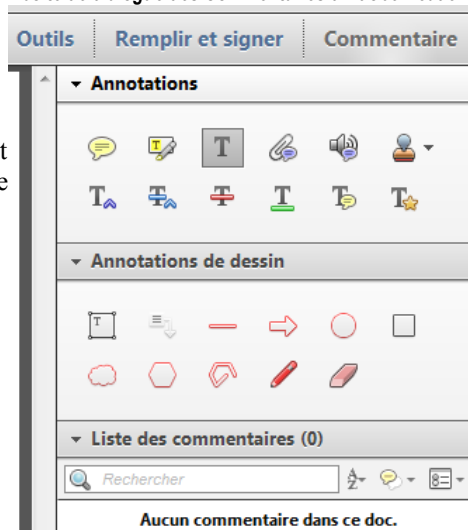 Outils Remplir et signer Commentaire
Annotations
t
e
Annotations de dessin
Liste des commentaires (0)
Rechercher
Aucun commentaire dans ce doc.